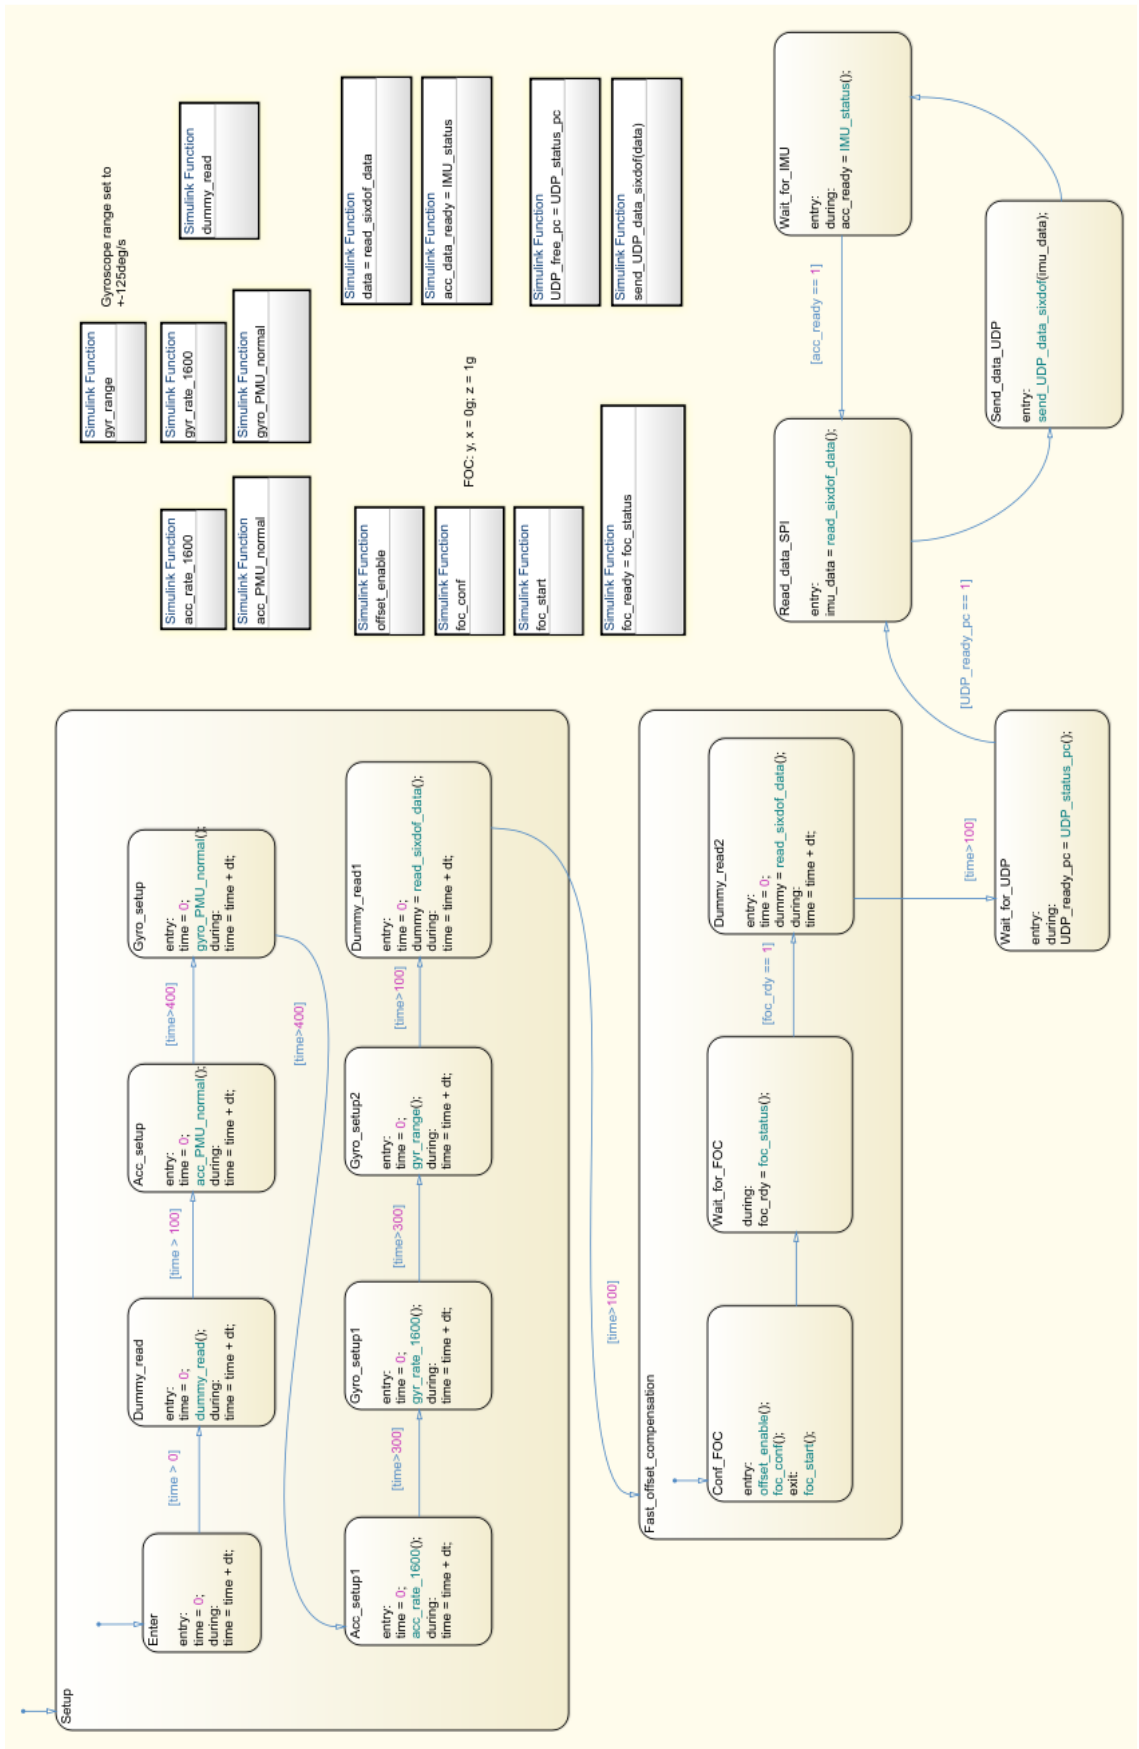 Setup
Enter
entry:
time = 0;
during:
time = time + dt;
[time > 0]
Dummy_read
entry:
time = 0;
dummy_read();
during:
time = time + dt;
[time > 100]
Acc_setup
entry:
time = 0;
acc_PMU_normal();
during:
time = time + dt;
[time>400]
Gyro_setup
entry:
time = 0;
gyro_PMU_normal();
during:
time = time + dt;
[time>400]
Acc_setup1
entry:
time = 0;
acc_rate_1600();
during:
time = time + dt;
[time>300]
Gyro_setup1
entry:
time = 0;
gyr_rate_1600();
during:
time = time + dt;
[time>300]
Gyro_setup2
entry:
time = 0;
gyr_range();
during:
time = time + dt;
[time>100]
Dummy_read1
entry:
time = 0;
dummy = read_sixdof_data();
during:
time = time + dt;
[time>100]
Fast_offset_compensation
Conf_FOC
entry:
offset_enable();
foc_conf();
exit:
foc_start();
Wait_for_FOC
during:
foc_rdy = foc_status();
[foc_rdy == 1]
Dummy_read2
entry:
time = 0;
dummy = read_sixdof_data();
during:
time = time + dt;
[time>100]
Wait_for_UDP
entry:
during:
UDP_ready_pc = UDP_status_pc();
[UDP_ready_pc == 1]
Read_data_SPI
entry:
imu_data = read_sixdof_data();
Send_data_UDP
entry:
send_UDP_data_sixdof(imu_data);
Wait_for_IMU
entry:
during:
acc_ready = IMU_status();
[acc_ready == 1]
Simulink Function
gyr_range
Gyroscope range set to
+-125deg/s
Simulink Function
acc_rate_1600
Simulink Function
gyr_rate_1600
Simulink Function
dummy_read
Simulink Function
acc_PMU_normal
Simulink Function
gyro_PMU_normal
Simulink Function
offset_enable
Simulink Function
foc_conf
FOC: y, x = 0g; z = 1g
Simulink Function
foc_start
Simulink Function
foc_ready = foc_status
Simulink Function
data = read_sixdof_data
Simulink Function
acc_data_ready = IMU_status
Simulink Function
UDP_free_pc = UDP_status_pc
Simulink Function
send_UDP_data_sixdof(data)